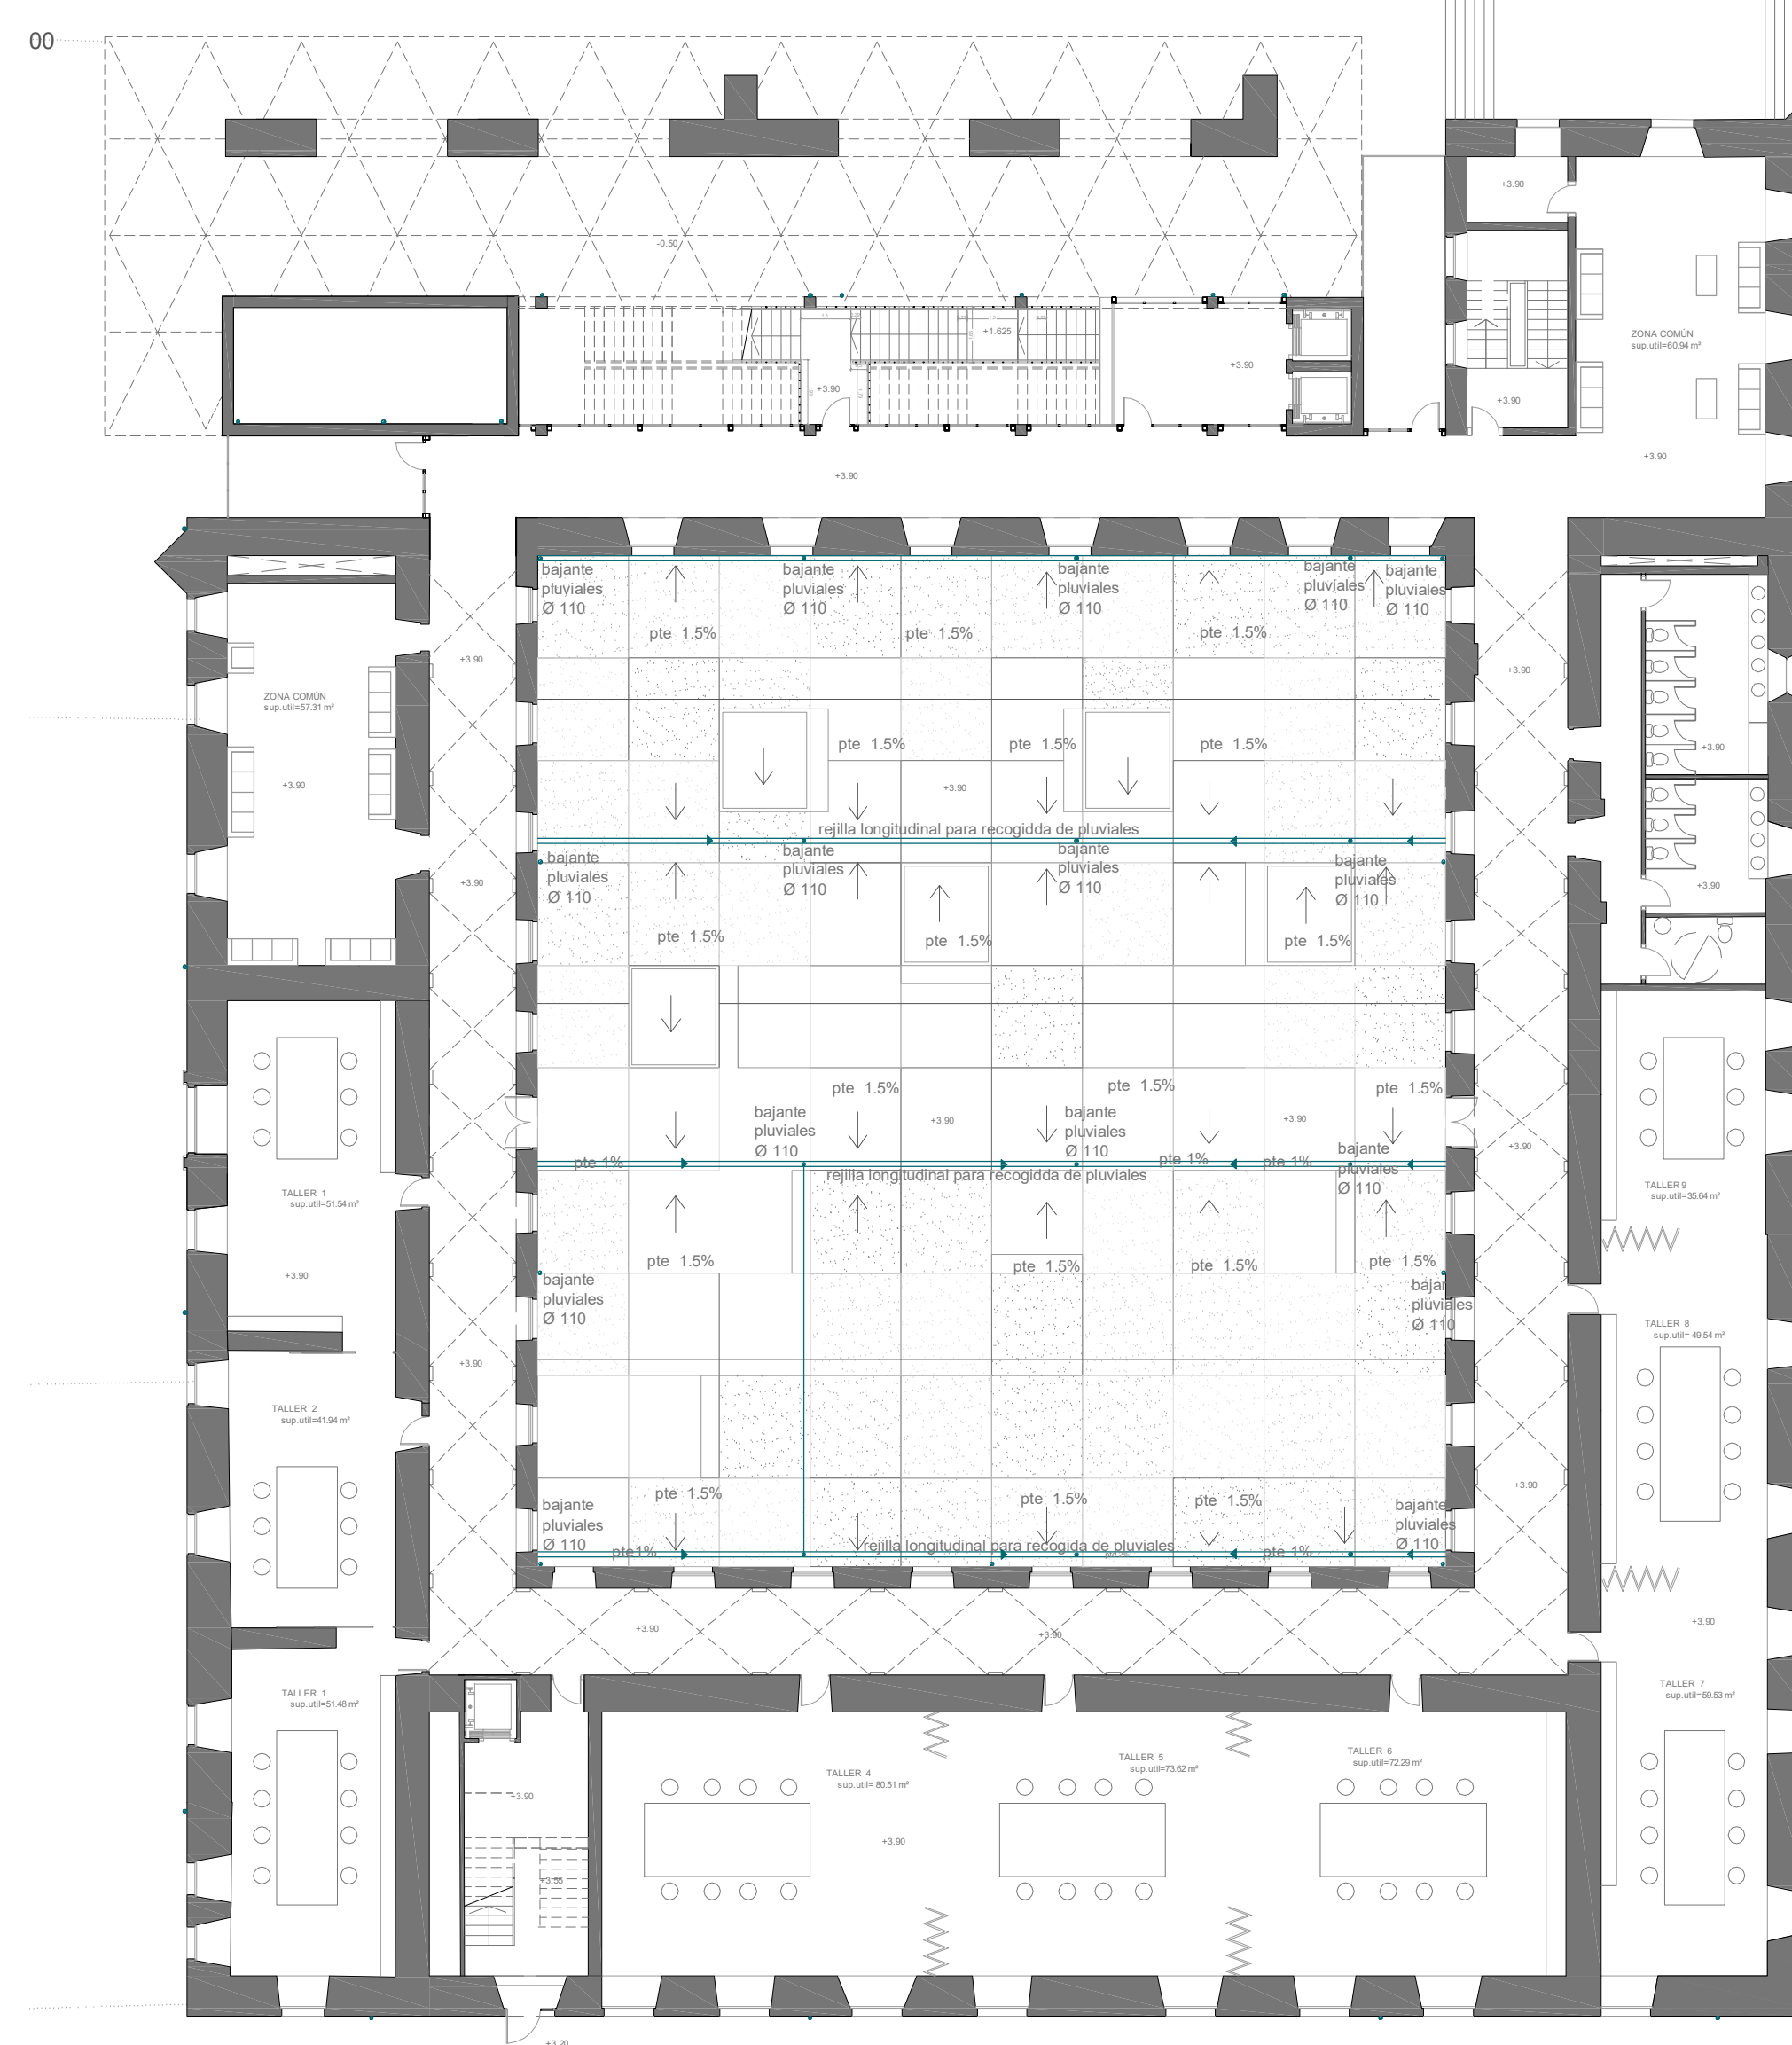 00
+3.90
-0.50
+1.625
ZONA COMÚN
sup.util=60.94 m²
+3.90
+3.90
+3.90
+3.90
+3.90
bajante
pluviales
Ø 110
bajante
pluviales
Ø 110
bajante
pluviales
Ø 110
bajante
pluviales
Ø 110
bajante
pluviales
Ø 110
pte 1.5%
pte 1.5%
pte 1.5%
+3.90
+3.90
ZONA COMÚN
sup.util=57.31 m²
pte 1.5%
pte 1.5%
pte 1.5%
+3.90
+3.90
+3.90
rejilla longitudinal para recogidda de pluviales
bajante
pluviales
Ø 110
bajante
pluviales
Ø 110
bajante
pluviales
Ø 110
bajante
pluviales
Ø 110
+3.90
+3.90
pte 1.5%
pte 1.5%
pte 1.5%
pte 1.5%
pte 1.5%
pte 1.5%
bajante
pluviales
Ø 110
bajante
pluviales
Ø 110
bajante
pluviales
Ø 110
+3.90
+3.90
+3.90
pte 1%
pte 1%
pte 1%
rejilla longitudinal para recogidda de pluviales
TALLER 1
sup.util=51.54 m²
TALLER 9
sup.util=35.64 m²
pte 1.5%
pte 1.5%
pte 1.5%
pte 1.5%
+3.90
bajante
pluviales
Ø 110
bajan
pluviales
Ø 110
TALLER 8
sup.util= 49.54 m²
+3.90
TALLER 2
sup.util=41.94 m²
pte 1.5%
pte 1.5%
pte 1.5%
+3.90
bajante
pluviales
Ø 110
bajante
pluviales
Ø 110
pte1%
rejilla longitudinal para recogida de pluviales
pte 1%
+3.90
+3.90
+3.90
TALLER 1
sup.util=51.48 m²
TALLER 7
sup.util=59.53 m²
TALLER 4
sup.util= 80.51 m²
TALLER 5
sup.util=73.62 m²
TALLER 6
sup.util=72.29 m²
+3.90
+3.90
+3.55
+3.20